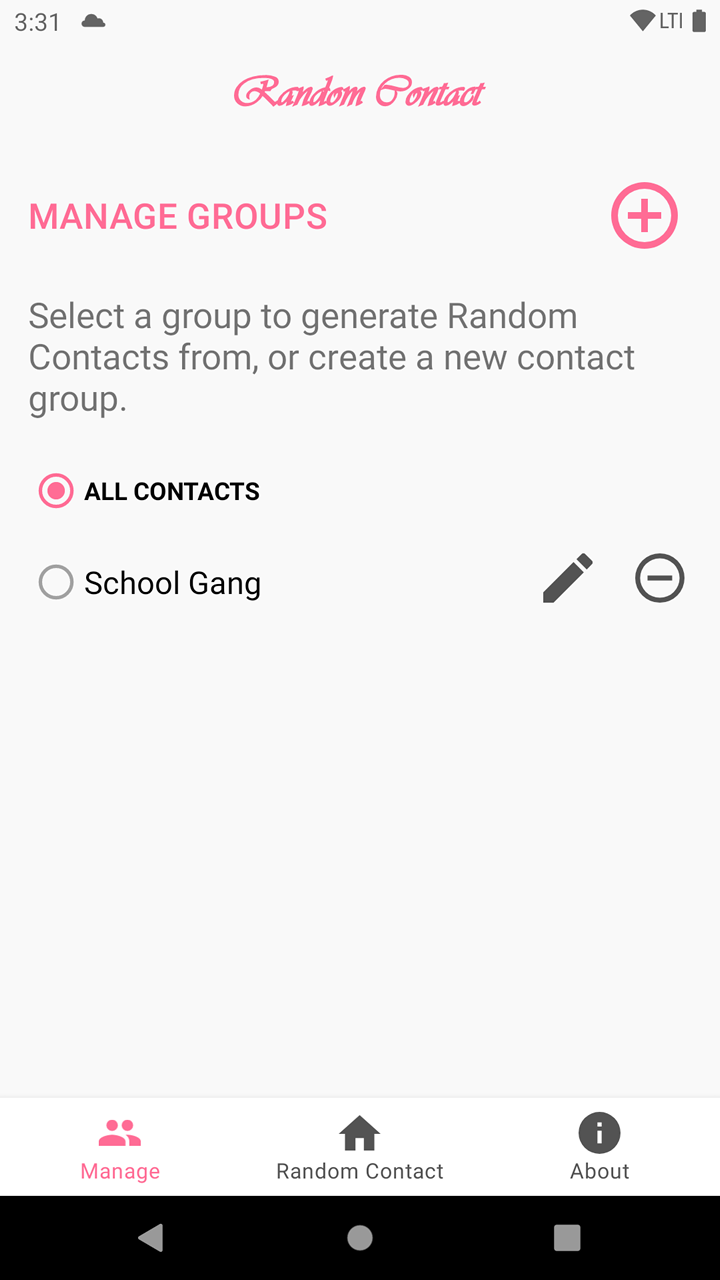 3:31 LTI
Random Contact
MANAGE GROUPS
Select a group to generate Random
Contacts from, or create a new contact
group.
ALL CONTACTS
School Gang
Manage Random Contact About